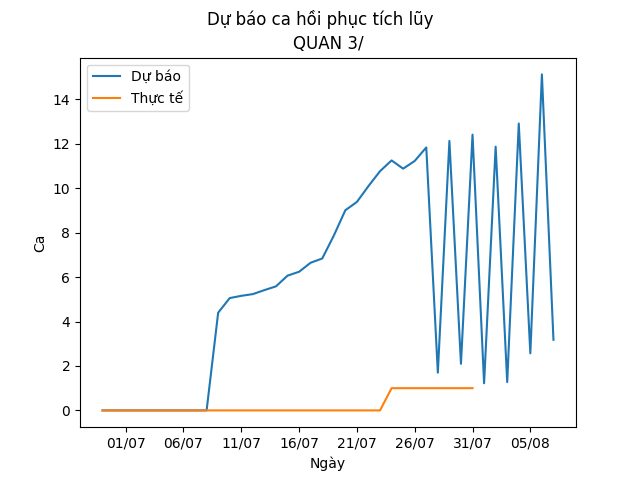 Dự báo ca hồi phục tích lũy
QUAN 3/
Dự báo
Thực tế
Ca
14
12
10
8
6
4
2
0
01/07 06/07 11/07 16/07 21/07 26/07 31/07 05/08
Ngày